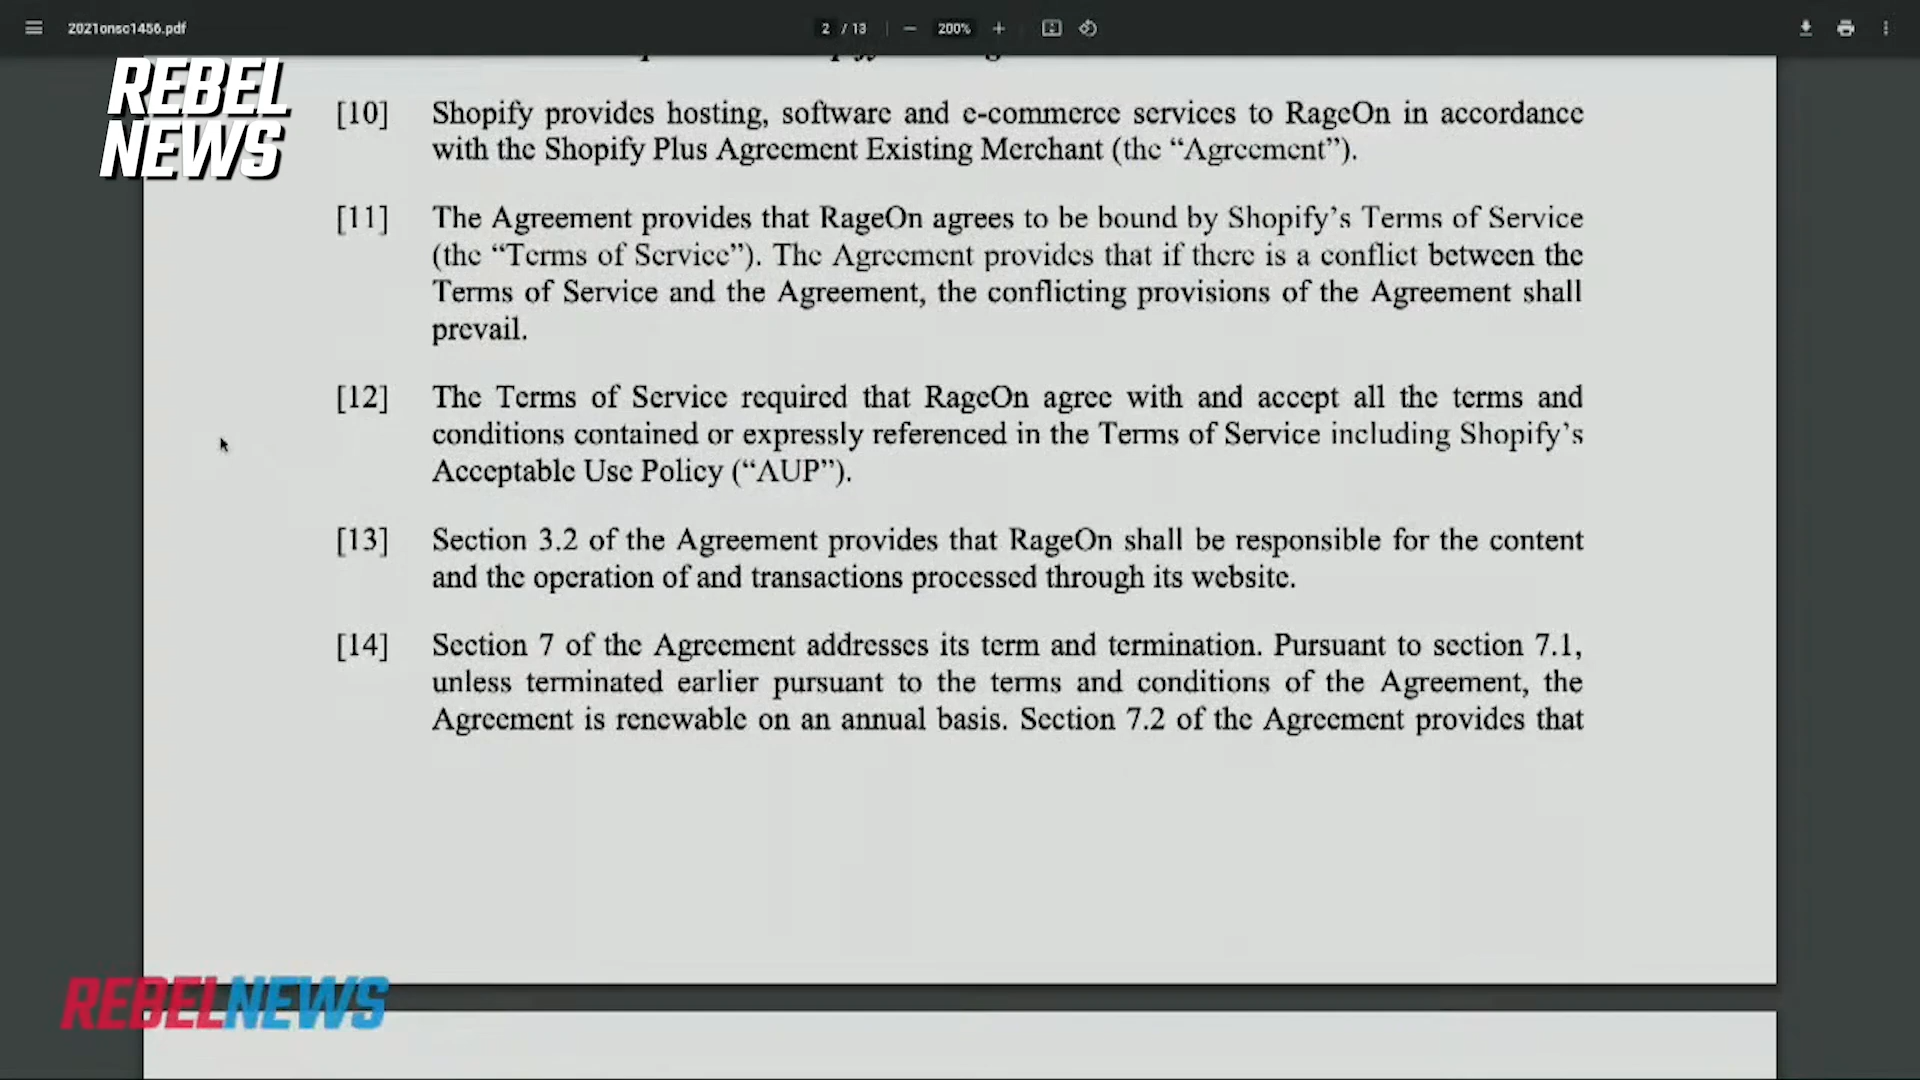 2021onsc1456.pdf
2 / 13
200%
REBEL
NEWS
[10] Shopify provides hosting, software and e-commerce services to RageOn in accordance
with the Shopify Plus Agreement Existing Merchant (the “Agreement”).
[11] The Agreement provides that RageOn agrees to be bound by Shopify’s Terms of Service
(the “Terms of Service”). The Agreement provides that if there is a conflict between the
Terms of Service and the Agreement, the conflicting provisions of the Agreement shall
prevail.
[12] The Terms of Service required that RageOn agree with and accept all the terms and
conditions contained or expressly referenced in the Terms of Service including Shopify’s
Acceptable Use Policy (“AUP”).
[13] Section 3.2 of the Agreement provides that RageOn shall be responsible for the content
and the operation of and transactions processed through its website.
[14] Section 7 of the Agreement addresses its term and termination. Pursuant to section 7.1,
unless terminated earlier pursuant to the terms and conditions of the Agreement, the
Agreement is renewable on an annual basis. Section 7.2 of the Agreement provides that
REBELNEWS